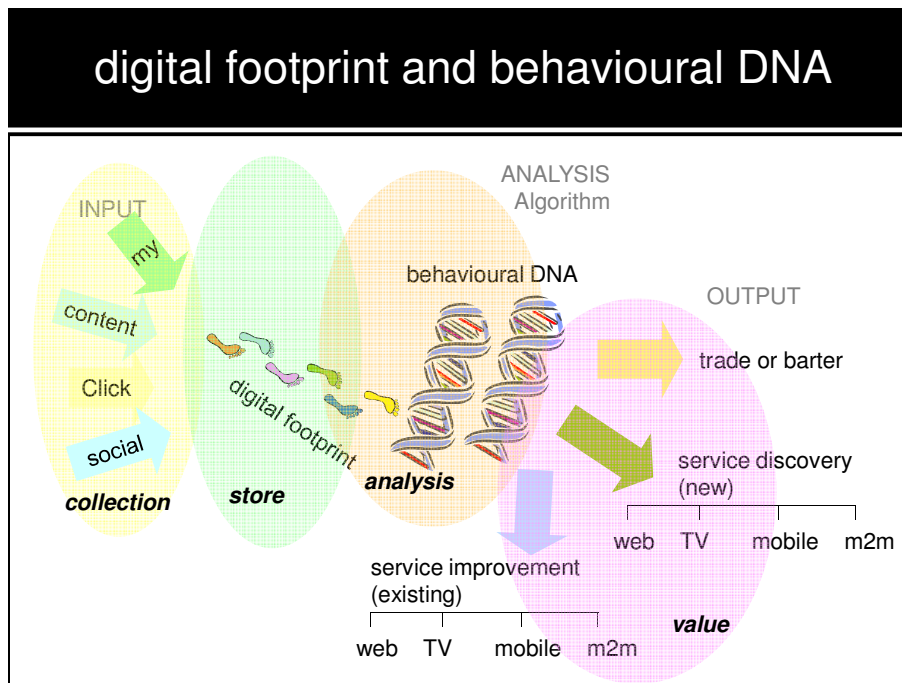 digital footprint and behavioural DNA
INPUT
my
content
Click
social
collection
digital footprint
store
ANALYSIS
Algorithm
behavioural DNA
analysis
OUTPUT
trade or barter
service discovery
(new)
web TV mobile m2m
service improvement
(existing)
web TV mobile m2m
value